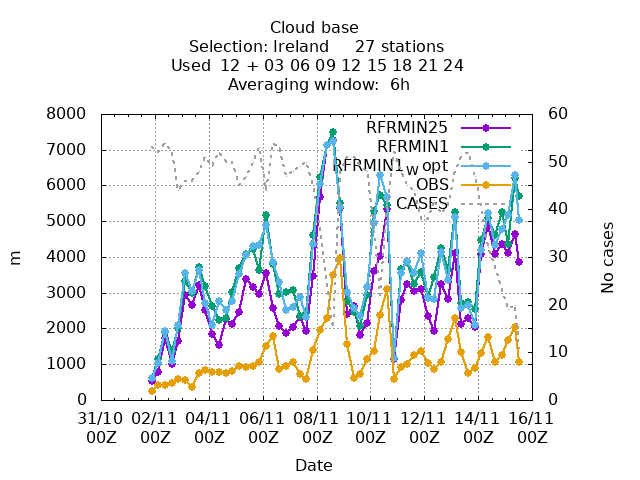 Cloud base
Selection: Ireland 27 stations
Used 12 + 03 06 09 12 15 18 21 24
Averaging window: 6h
8000
7000
6000
5000
4000
3000
2000
1000
0
m
60
50
40
30
20
10
0
No cases
RFRMIN25
RFRMIN1
RFRMIN1w opt
OBS
CASES
31/10 02/11 04/11 06/11 08/11 10/11 12/11 14/11 16/11
00Z 00Z 00Z 00Z 00Z 00Z 00Z 00Z 00Z
Date